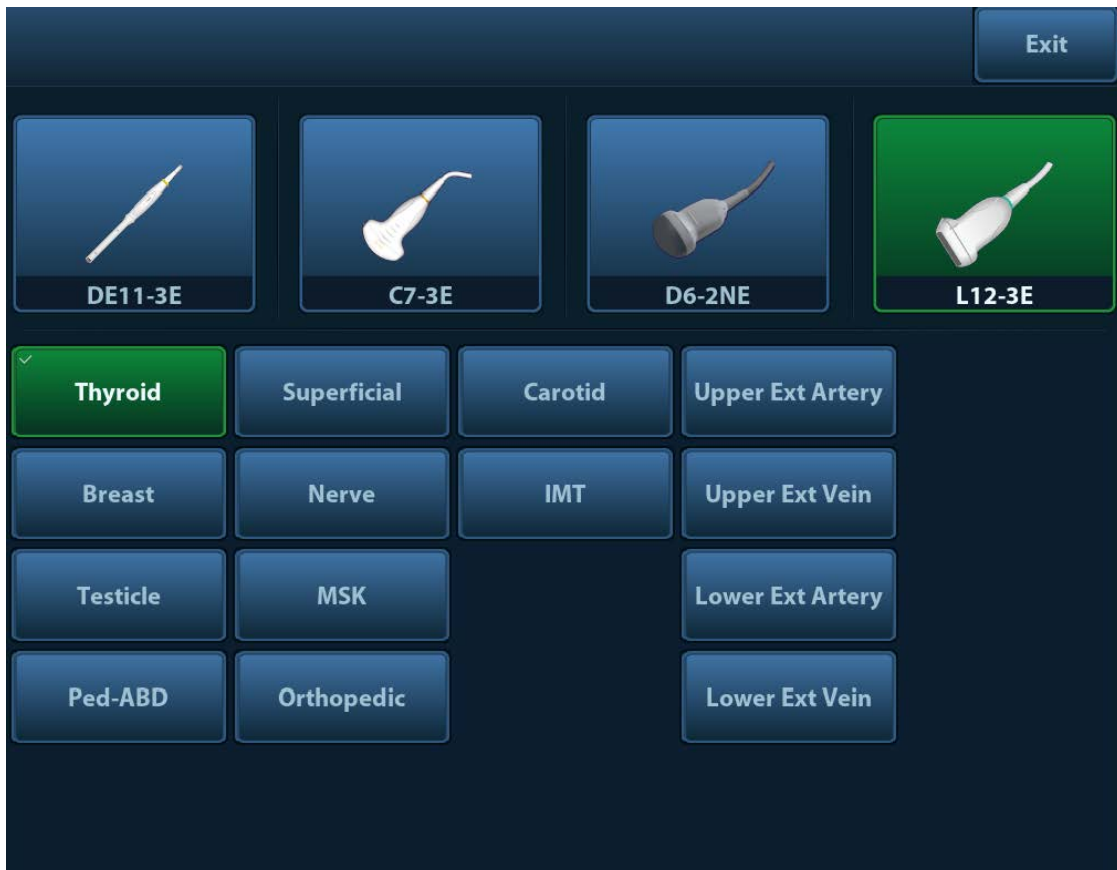 Exit
DE11-3E
C7-3E
D6-2NE
L12-3E
Thyroid
Superficial
Carotid
Upper Ext Artery
Breast
Nerve
IMT
Upper Ext Vein
Testicle
MSK
Lower Ext Artery
Ped-ABD
Orthopedic
Lower Ext Vein